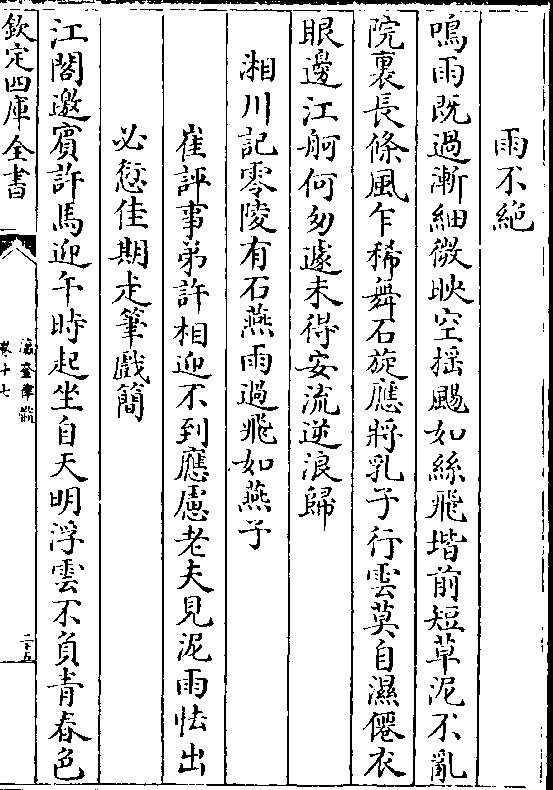 雨不絶
鳴雨既過漸細微映空揺颺如絲飛堦前短草泥不亂
院裏長條風乍稀舞石旋應將乳子行雲莫自濕僊衣
眼邊江舸何匆遽未得安流逆浪歸
湘川記零陵有石燕雨過飛如燕子
崔評事弟許相迎不到應慮老夫見泥雨怯出
必愆佳期走筆戲簡
江閣邀賓許馬迎午時起坐自天明浮雲不負青春色
欽定四庫全書
瀛奎律髓
卷十七
二十五